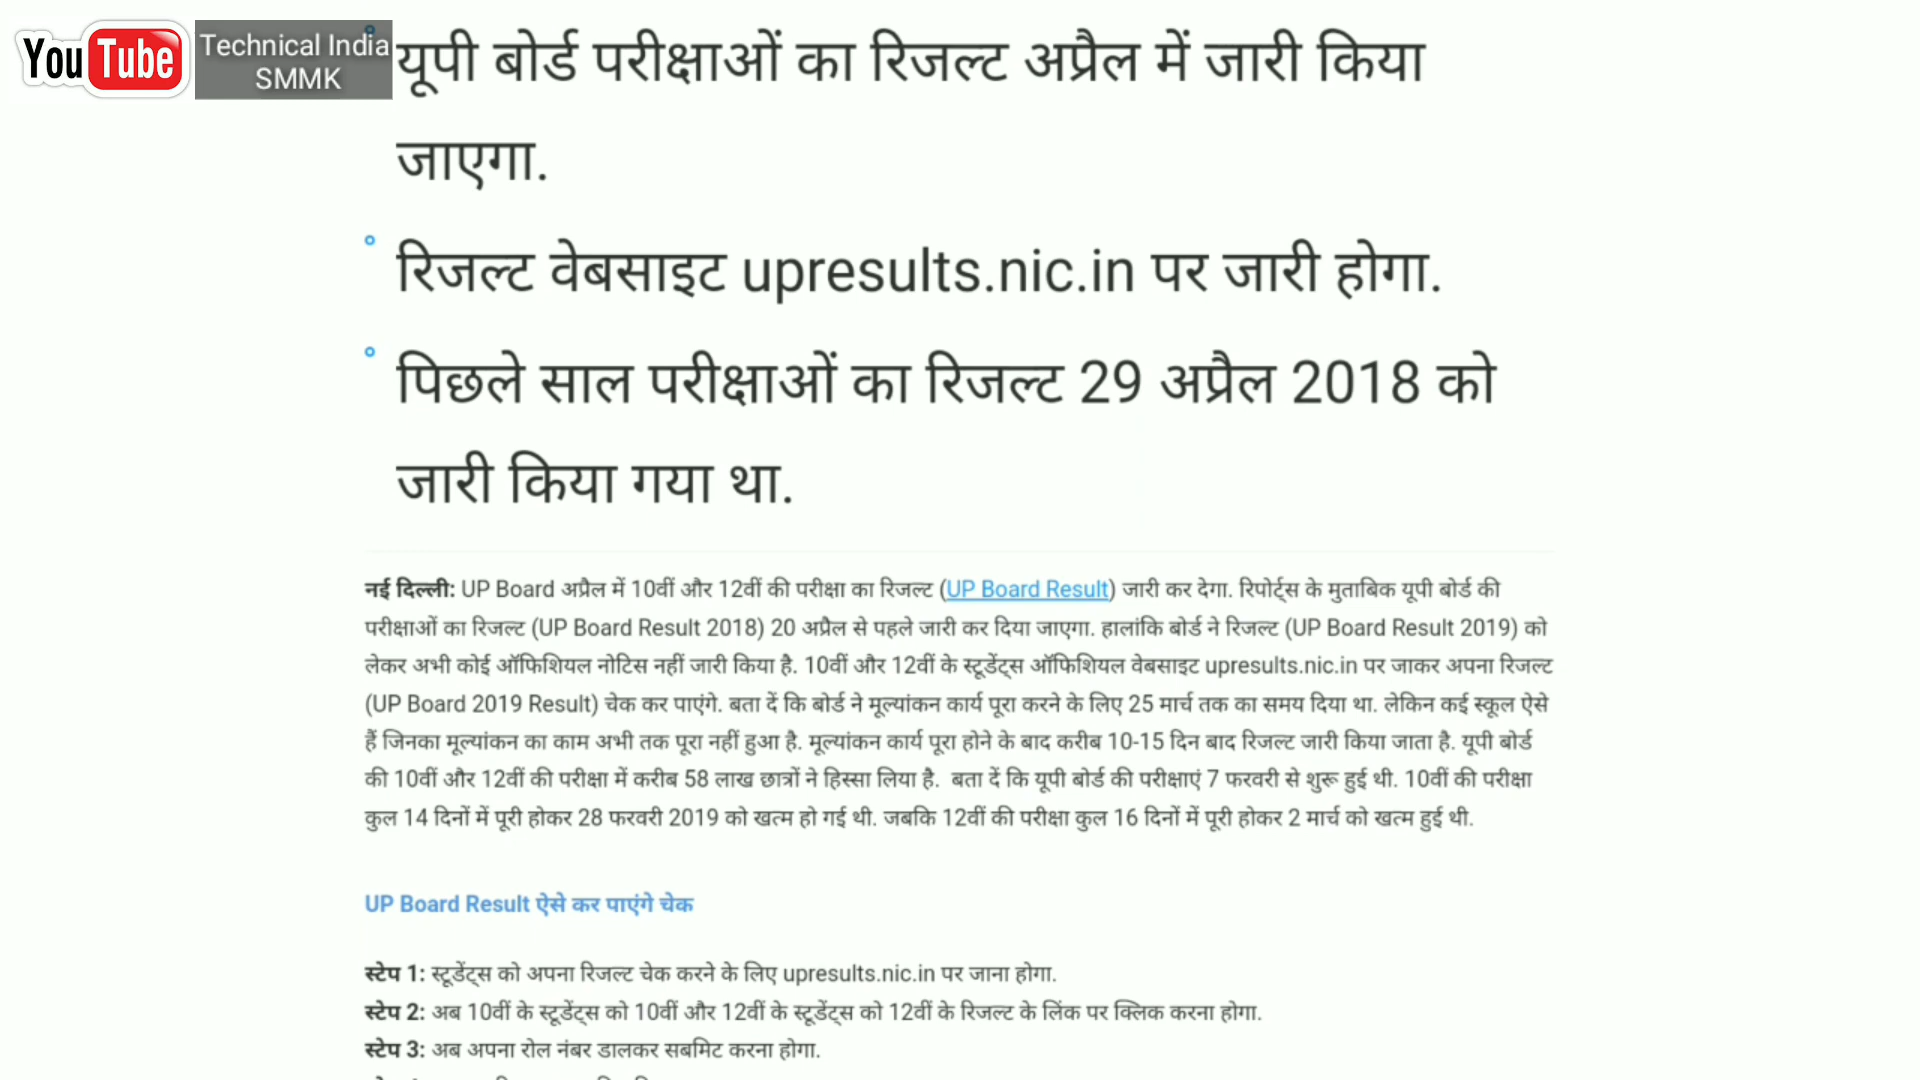 YouTube
Technical India
SMMK
यूपी बोर्ड परीक्षाओं का रिजल्ट अप्रैल में जारी किया
जाएगा.
रिजल्ट वेबसाइट upresults.nic.in पर जारी होगा.
पिछले साल परीक्षाओं का रिजल्ट 29 अप्रैल 2018 को
जारी किया गया था.
नई दिल्ली: UP Board अप्रैल में 10वीं और 12वीं की परीक्षा का रिजल्ट (UP Board Result) जारी कर देगा. रिपोर्ट्स के मुताबिक यूपी बोर्ड की
परीक्षाओं का रिजल्ट (UP Board Result 2018) 20 अप्रैल से पहले जारी कर दिया जाएगा. हालांकि बोर्ड ने रिजल्ट (UP Board Result 2019) को
लेकर अभी कोई ऑफिशियल नोटिस नहीं जारी किया है. 10वीं और 12वीं के स्टूडेंट्स ऑफिशियल वेबसाइट upresults.nic.in पर जाकर अपना रिजल्ट
(UP Board 2019 Result) चेक कर पाएंगे. बता दें कि बोर्ड ने मूल्यांकन कार्य पूरा करने के लिए 25 मार्च तक का समय दिया था. लेकिन कई स्कूल ऐसे
हैं जिनका मूल्यांकन का काम अभी तक पूरा नहीं हुआ है. मूल्यांकन कार्य पूरा होने के बाद करीब 10-15 दिन बाद रिजल्ट जारी किया जाता है. यूपी बोर्ड
की 10वीं और 12वीं की परीक्षा में करीब 58 लाख छात्रों ने हिस्सा लिया है. बता दें कि यूपी बोर्ड की परीक्षाएं 7 फरवरी से शुरू हुई थी. 10वीं की परीक्षा
कुल 14 दिनों में पूरी होकर 28 फरवरी 2019 को खत्म हो गई थी. जबकि 12वीं की परीक्षा कुल 16 दिनों में पूरी होकर 2 मार्च को खत्म हुई थी.
UP Board Result ऐसे कर पाएंगे चेक
स्टेप 1: स्टूडेंट्स को अपना रिजल्ट चेक करने के लिए upresults.nic.in पर जाना होगा.
स्टेप 2: अब 10वीं के स्टूडेंट्स को 10वीं और 12वीं के स्टूडेंट्स को 12वीं के रिजल्ट के लिंक पर क्लिक करना होगा.
स्टेप 3: अब अपना रोल नंबर डालकर सबमिट करना होगा.